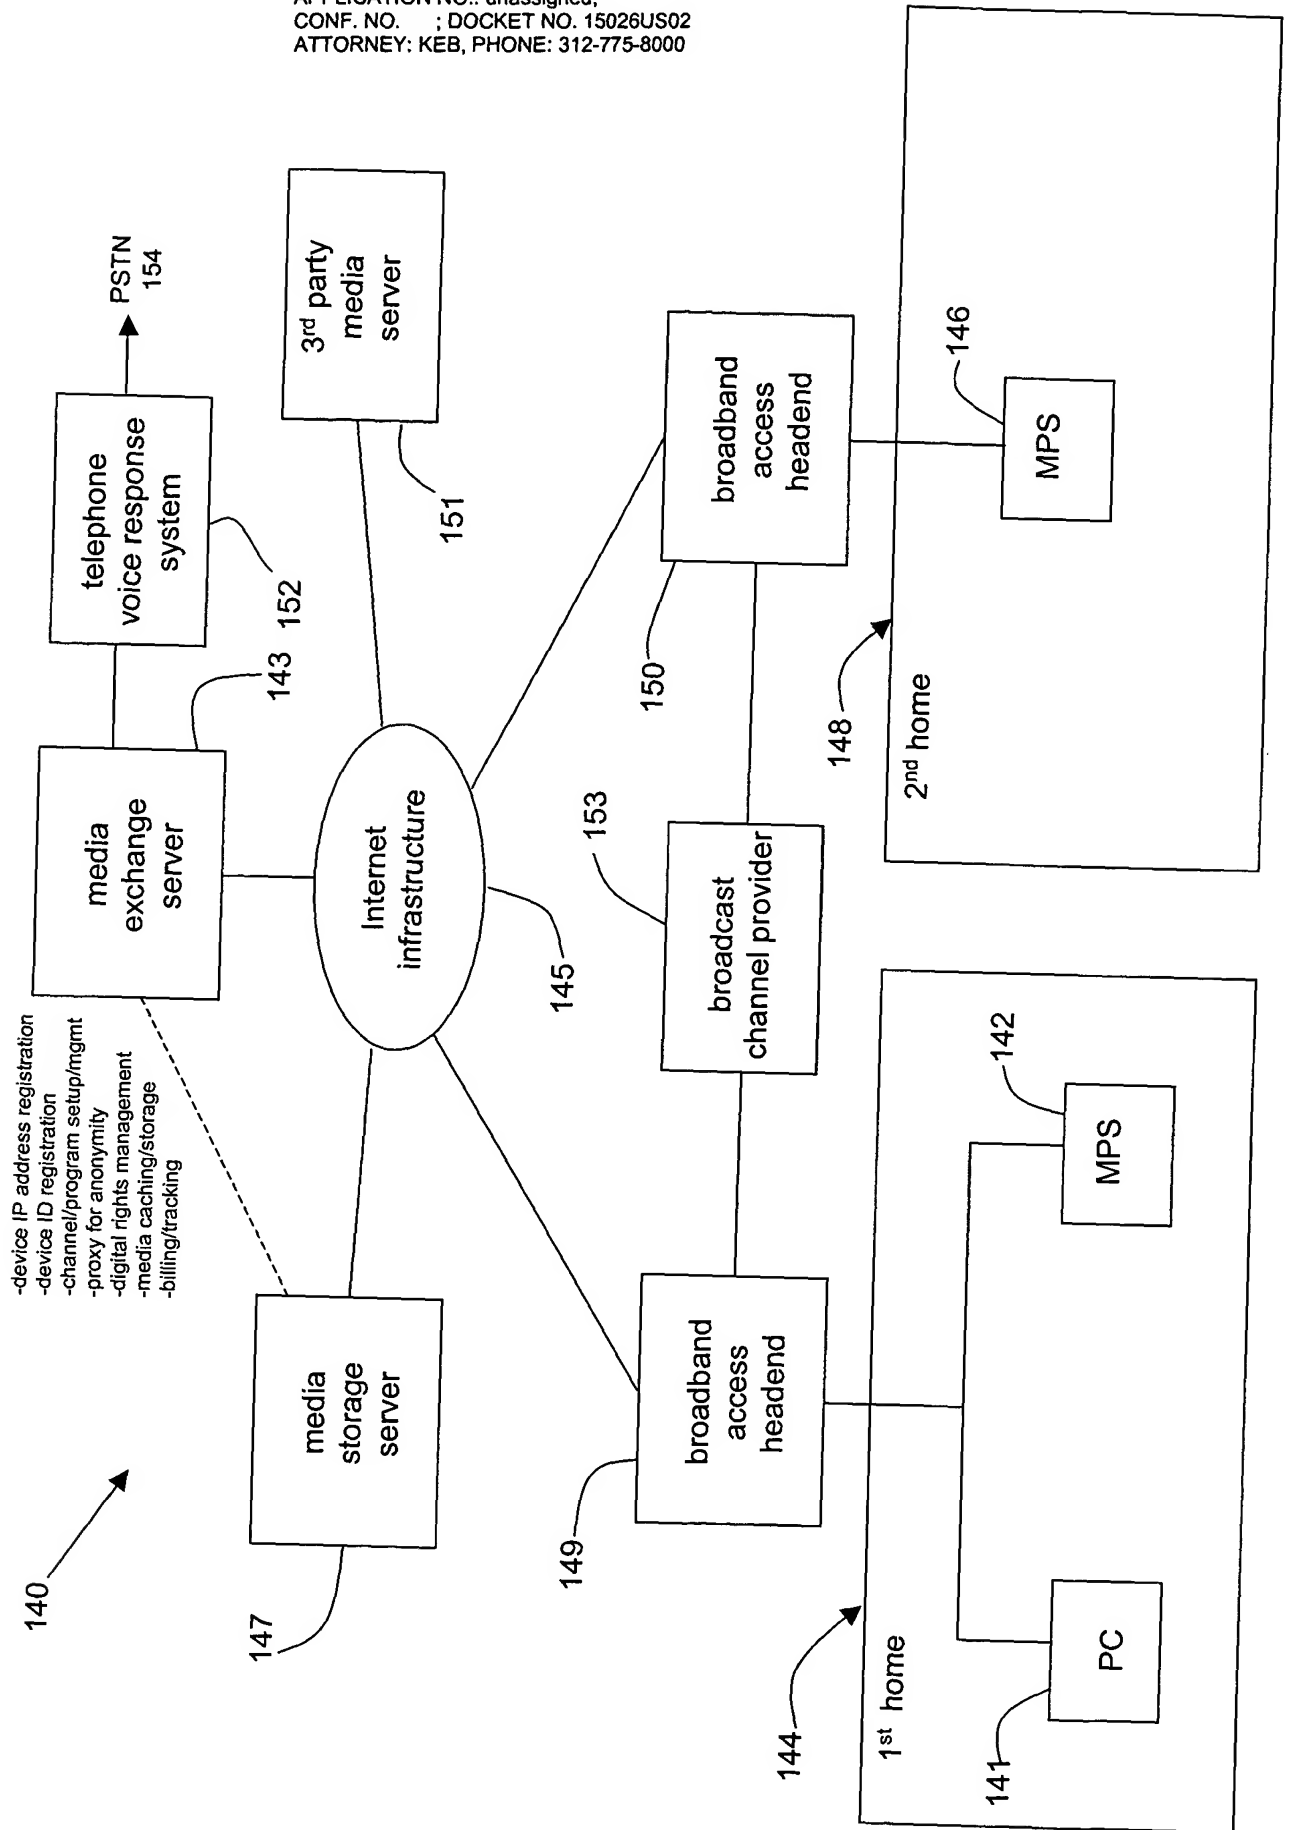 APPLICATION NO.: unassigned;
CONF. NO. ; DOCKET NO. 15026US02
ATTORNEY: KEB, PHONE: 312-775-8000
140
-device IP address registration
-device ID registration
-channel/program setup/mgmt
-proxy for anonymity
-digital rights management
-media caching/storage
-billing/tracking
media
exchange
server
143
telephone
voice response
system
152
PSTN
154
media
storage
server
147
Internet
infrastructure
145
3rd party
media
server
151
broadband
access
headend
149
broadcast
channel provider
153
broadband
access
headend
150
144
1st home
PC
141
MPS
142
148
2nd home
MPS
146